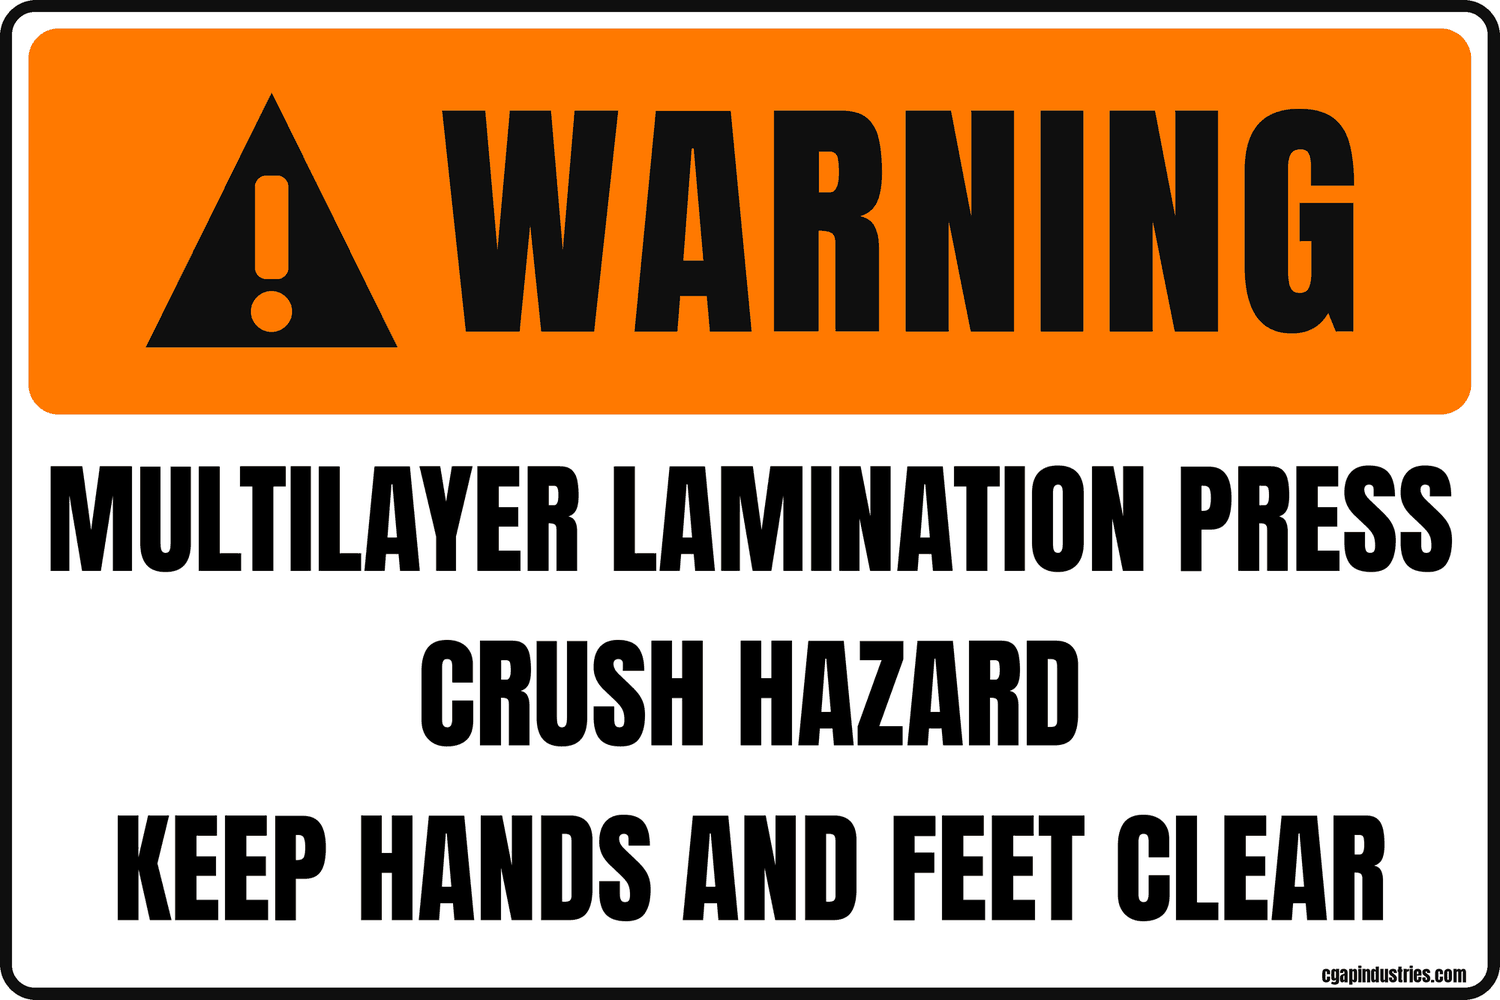 WARNING
MULTILAYER LAMINATION PRESS
CRUSH HAZARD
KEEP HANDS AND FEET CLEAR
cgapindustries.com